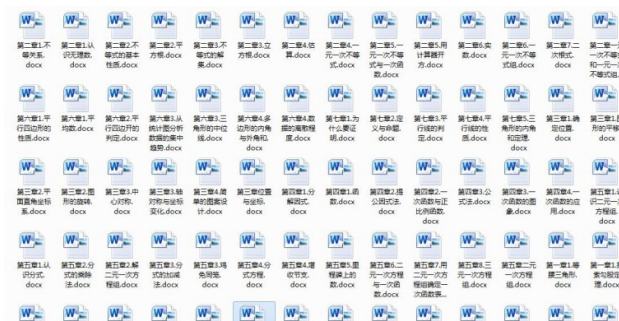 第二章1.不
等关系.
docx
第二章1.认
识无理数.
docx
第二章2.不
等式的基本
性质.docx
第二章2.平
方根.docx
第二章3.不
等式的解
集.docx
第二章3.立
方根.docx
第二章4.估
算.docx
第二章4.一
元一次不等
式.docx
第二章5.一
元一次不等
式与一次函
数.docx
第二章5.用
计算器开
方.docx
第二章6.实
数.docx
第二章6.一
元一次不等
式组.docx
第二章7.二
次根式.
docx
第六章1.平
行四边形的
性质.docx
第六章1.平
均数.docx
第六章2.平
行四边开的
判定.docx
第六章3.从
统计图分析
数据的集中
趋势.docx
第六章3.三
角形的中位
线.docx
第六章4.多
边形的内角
与外角和.
docx
第六章4.数
据的离散程
度.docx
第七章1.为
什么要证
明.docx
第七章2.定
义与命题.
docx
第七章3.平
行线的判
定.docx
第七章4.平
行线的性
质.docx
第七章5.三
角形的内角
和定理.
docx
第三章1.确
定位置.
docx
第三章2.平
面直角坐标
系.docx
第三章2.图
形的旋转.
docx
第三章3.中
心对称.
docx
第三章3.轴
对称与坐标
变化.docx
第三章4.简
单的图案设
计.docx
第三章位置
与坐标.
docx
第四章1.分
解因式.
docx
第四章1.函
数.docx
第四章2.提
公因式法.
docx
第四章2.一
次函数与正
比例函数.
docx
第四章3.公
式法.docx
第四章3.一
次函数的图
象.docx
第四章4.一
次函数的应
用.docx
第五章1.认
识分式.
docx
第五章2.分
式的乘除
法.docx
第五章2.解
二元一次方
程组.docx
第五章3.分
式的加减
法.docx
第五章3.鸡
兔同笼.
docx
第五章4.分
式方程.
docx
第五章4.增
收节支.
docx
第五章5.里
程碑上的
数.docx
第五章6.二
元一次方程
与一次函
数.docx
第五章7.用
二元一次方
程组确定一
次函数表...
第五章8.三
元一次方程
组.docx
第五章二元
一次方程
组.docx
第一章1.等
腰三角形.
docx